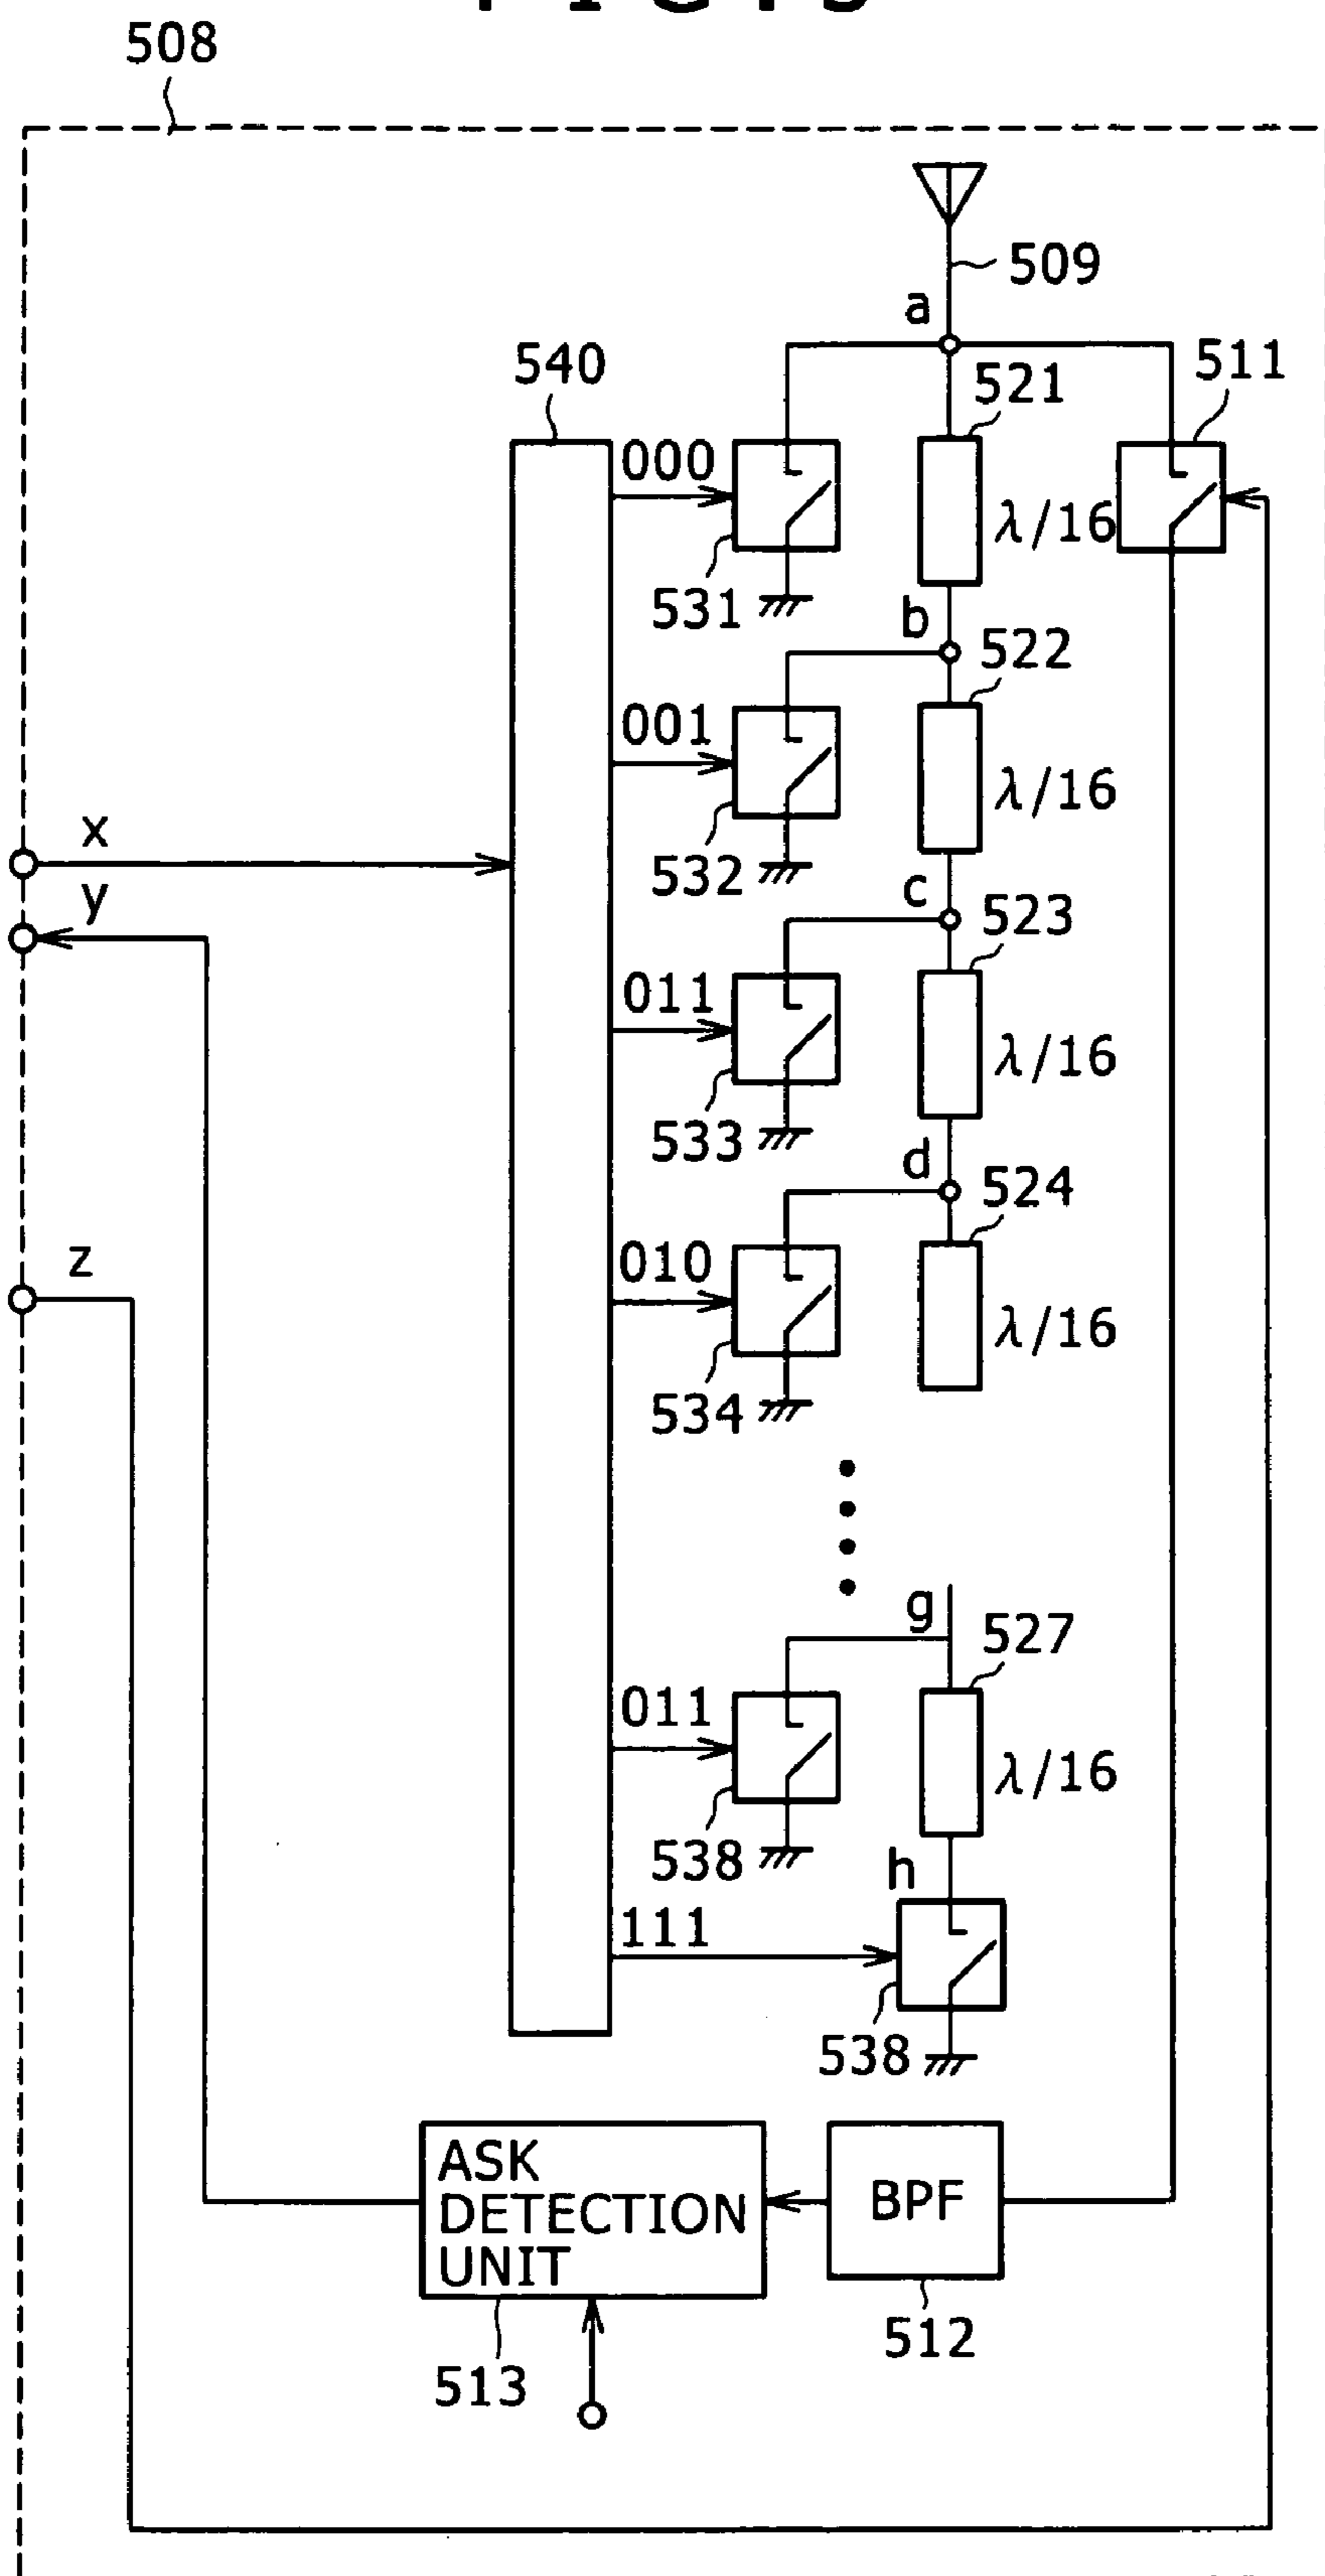 508
509
a
540
511
521
000
λ/16
531
b
522
001
λ/16
x
532
c
y
523
011
λ/16
533
d
524
z
010
λ/16
534
g
527
011
λ/16
538
h
111
538
ASK
DETECTION
UNIT
BPF
512
513